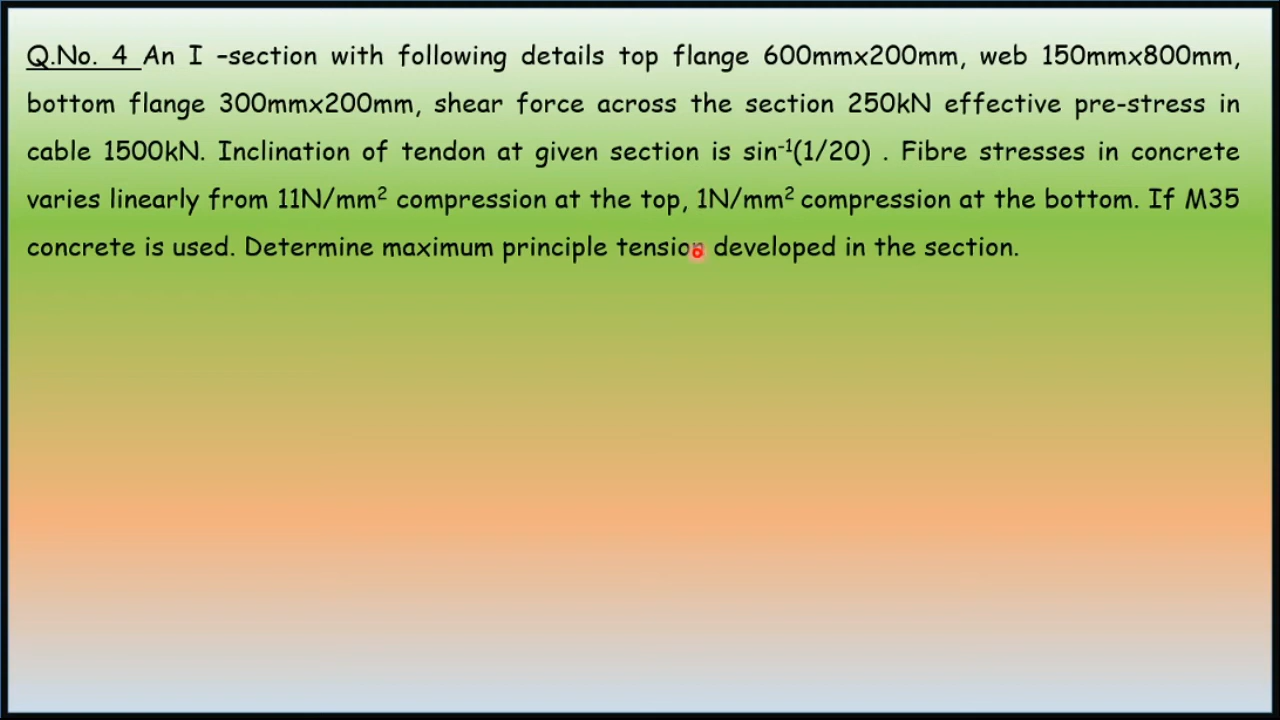 Q.No. 4 An I –section with following details top flange 600mmx200mm, web 150mmx800mm,
bottom flange 300mmx200mm, shear force across the section 250kN effective pre-stress in
cable 1500kN. Inclination of tendon at given section is sin⁻¹(1/20) . Fibre stresses in concrete
varies linearly from 11N/mm² compression at the top, 1N/mm² compression at the bottom. If M35
concrete is used. Determine maximum principle tension developed in the section.